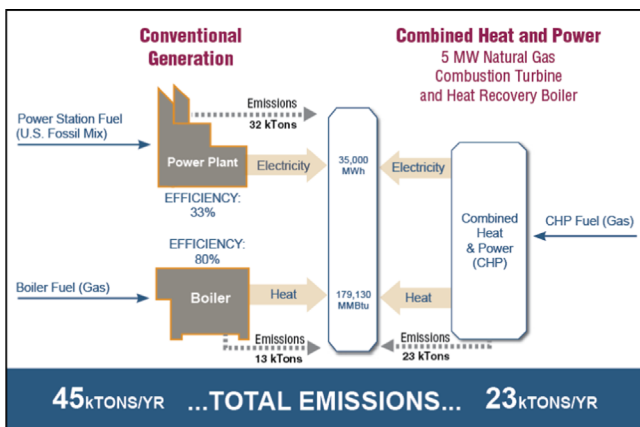 Conventional
Generation
Combined Heat and Power
5 MW Natural Gas
Combustion Turbine
and Heat Recovery Boiler
Emissions
32 kTons
Power Station Fuel
(U.S. Fossil Mix)
Power Plant
Electricity
35,000
MWh
Electricity
EFFICIENCY:
33%
Combined
Heat
& Power
(CHP)
CHP Fuel (Gas)
EFFICIENCY:
80%
Boiler Fuel (Gas)
Boiler
Heat
179,130
MMBtu
Heat
Emissions
13 kTons
Emissions
23 kTons
45kTONS/YR ...TOTAL EMISSIONS... 23kTONS/YR